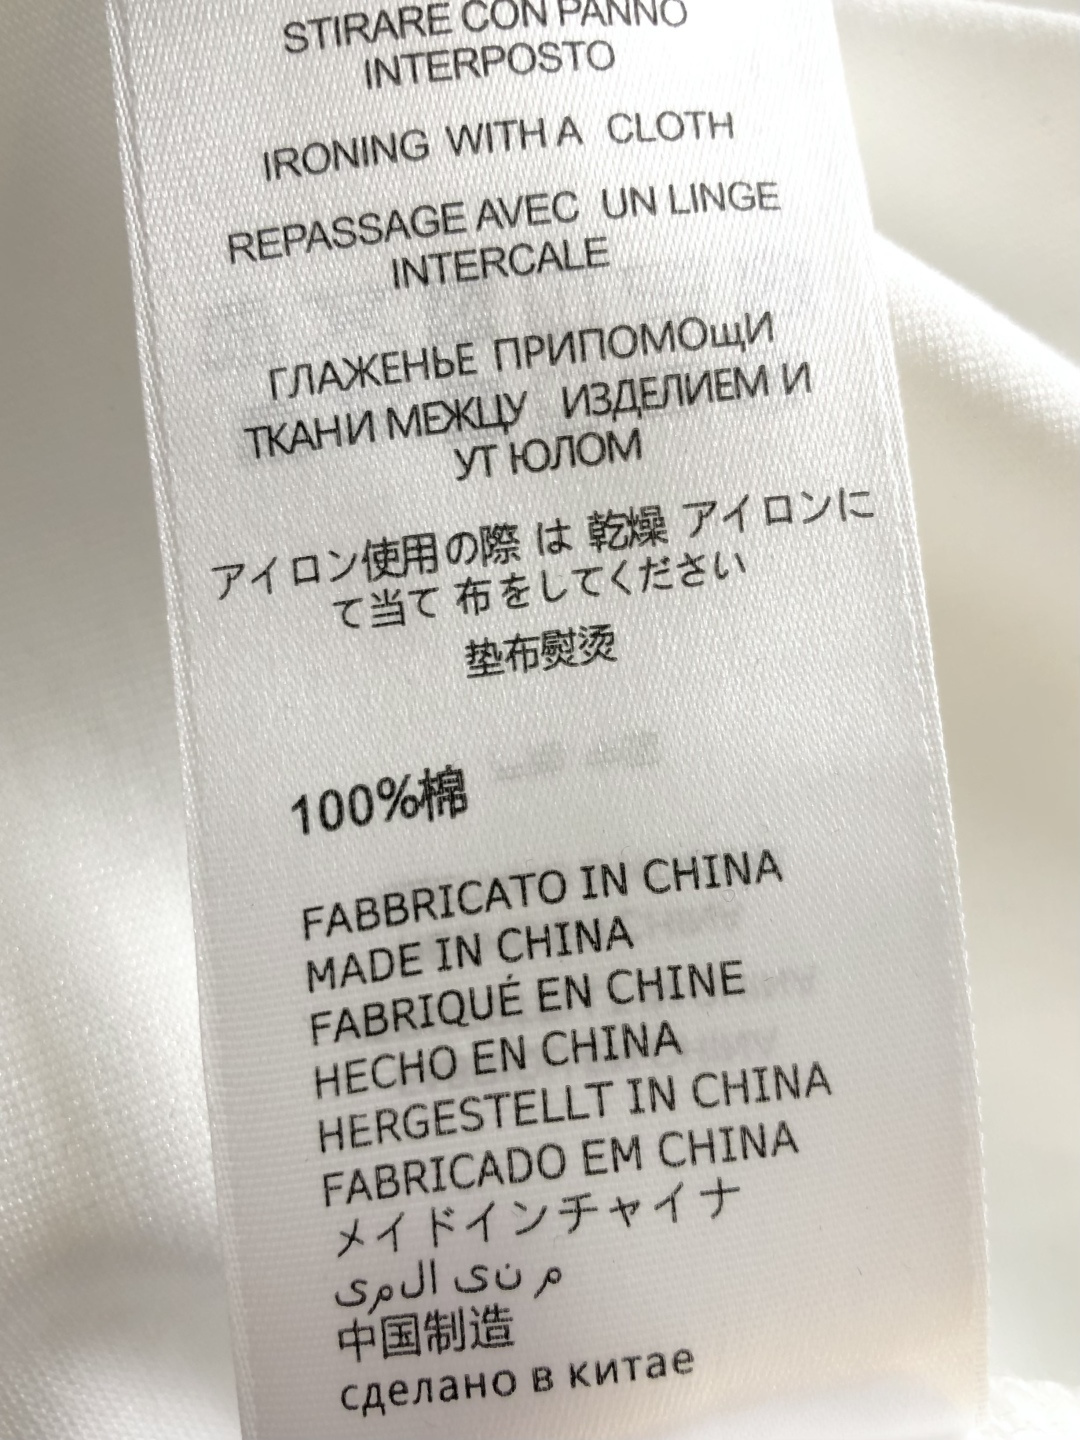 STIRARE CON PANNO
INTERPOSTO
IRONING WITH A CLOTH
REPASSAGE AVEC UN LINGE
INTERCALE
ГЛАЖЕНЬЕ ПРИПОМОщИ
ТКАНИ МЕЖЦУ ИЗДЕЛИЕМ И
УТ ЮЛОМ
アイロン使用の際 は 乾燥 アイロンに
て当て 布をしてください
垫布熨烫
100%棉
FABBRICATO IN CHINA
MADE IN CHINA
FABRIQUÉ EN CHINE
HECHO EN CHINA
HERGESTELLT IN CHINA
FABRICADO EM CHINA
メイドインチャイナ
م نى المى
中国制造
сделано в китае